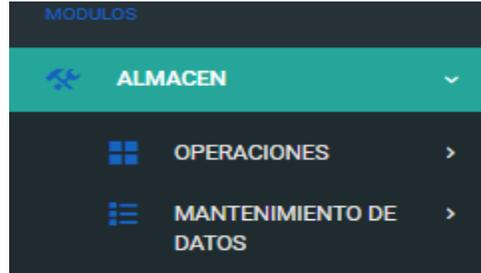 MODULOS
ALMACEN
OPERACIONES
MANTENIMIENTO DE
DATOS